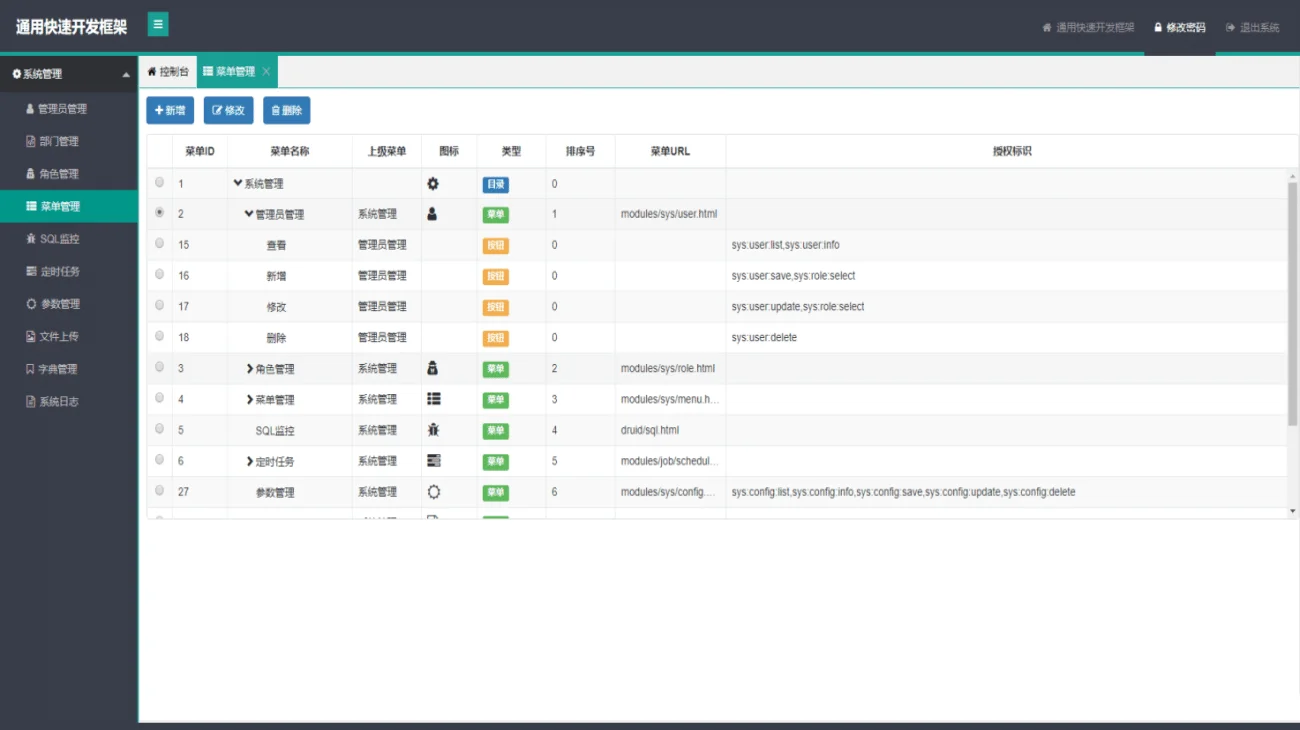 通用快速开发框架
通用快速开发框架 修改密码 退出系统
系统管理
管理员管理
部门管理
角色管理
菜单管理
SQL监控
定时任务
参数管理
文件上传
字典管理
系统日志
控制台 菜单管理
新增 修改 删除
菜单ID 菜单名称 上级菜单 图标 类型 排序号 菜单URL 授权标识
1 系统管理 目录 0
2 管理员管理 系统管理 菜单 1 modules/sys/user.html
15 查看 管理员管理 按钮 0 sys:user:list,sys:user:info
16 新增 管理员管理 按钮 0 sys:user:save,sys:role:select
17 修改 管理员管理 按钮 0 sys:user:update,sys:role:select
18 删除 管理员管理 按钮 0 sys:user:delete
3 角色管理 系统管理 菜单 2 modules/sys/role.html
4 菜单管理 系统管理 菜单 3 modules/sys/menu.h...
5 SQL监控 系统管理 菜单 4 druid/sql.html
6 定时任务 系统管理 菜单 5 modules/job/schedul...
27 参数管理 系统管理 菜单 6 modules/sys/config.... sys:config:list,sys:config:info,sys:config:save,sys:config:update,sys:config:delete